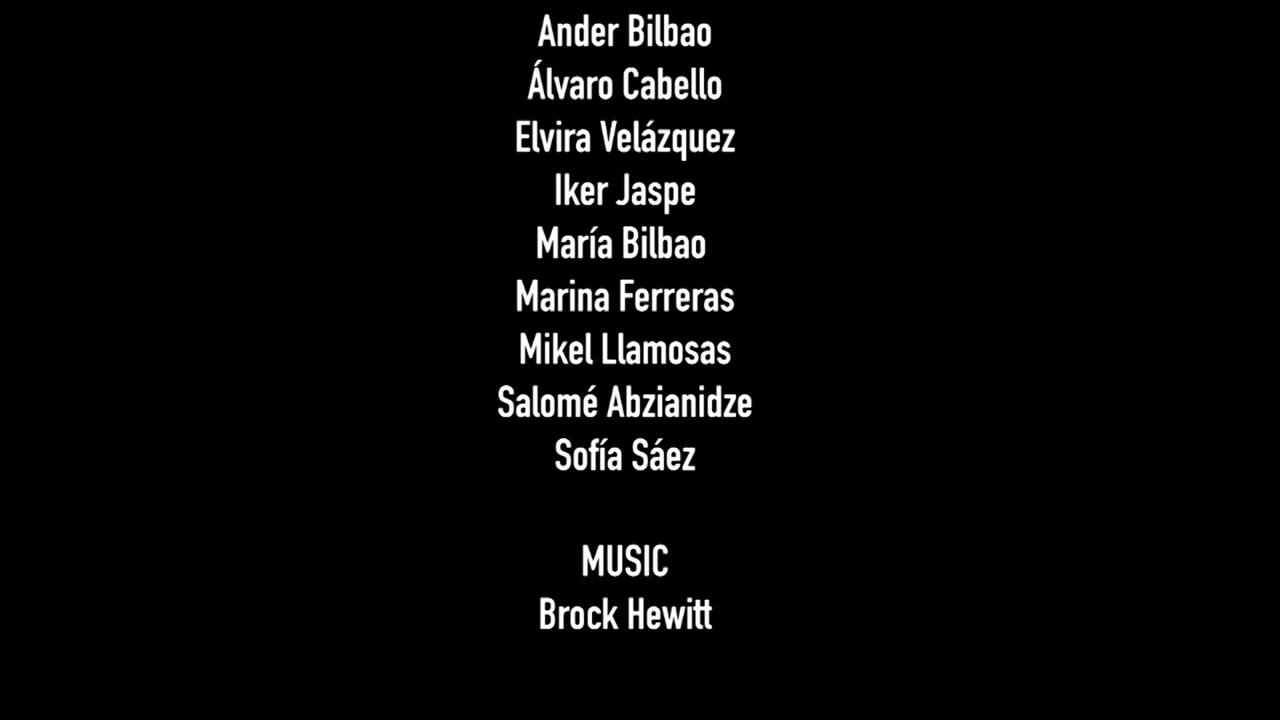 Ander Bilbao
Álvaro Cabello
Elvira Velázquez
Iker Jaspe
María Bilbao
Marina Ferreras
Mikel Llamosas
Salomé Abzianidze
Sofía Sáez
MUSIC
Brock Hewitt